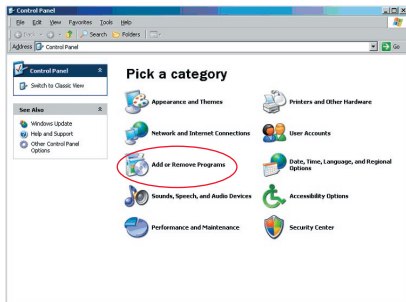 Control Panel
File Edit View Favorites Tools Help
Back Search Folders
Address Control Panel Go
Control Panel
Switch to Classic View
See Also
Windows Update
Help and Support
Other Control Panel
Options
Pick a category
Appearance and Themes
Printers and Other Hardware
Network and Internet Connections
User Accounts
Add or Remove Programs
Date, Time, Language, and Regional
Options
Sounds, Speech, and Audio Devices
Accessibility Options
Performance and Maintenance
Security Center